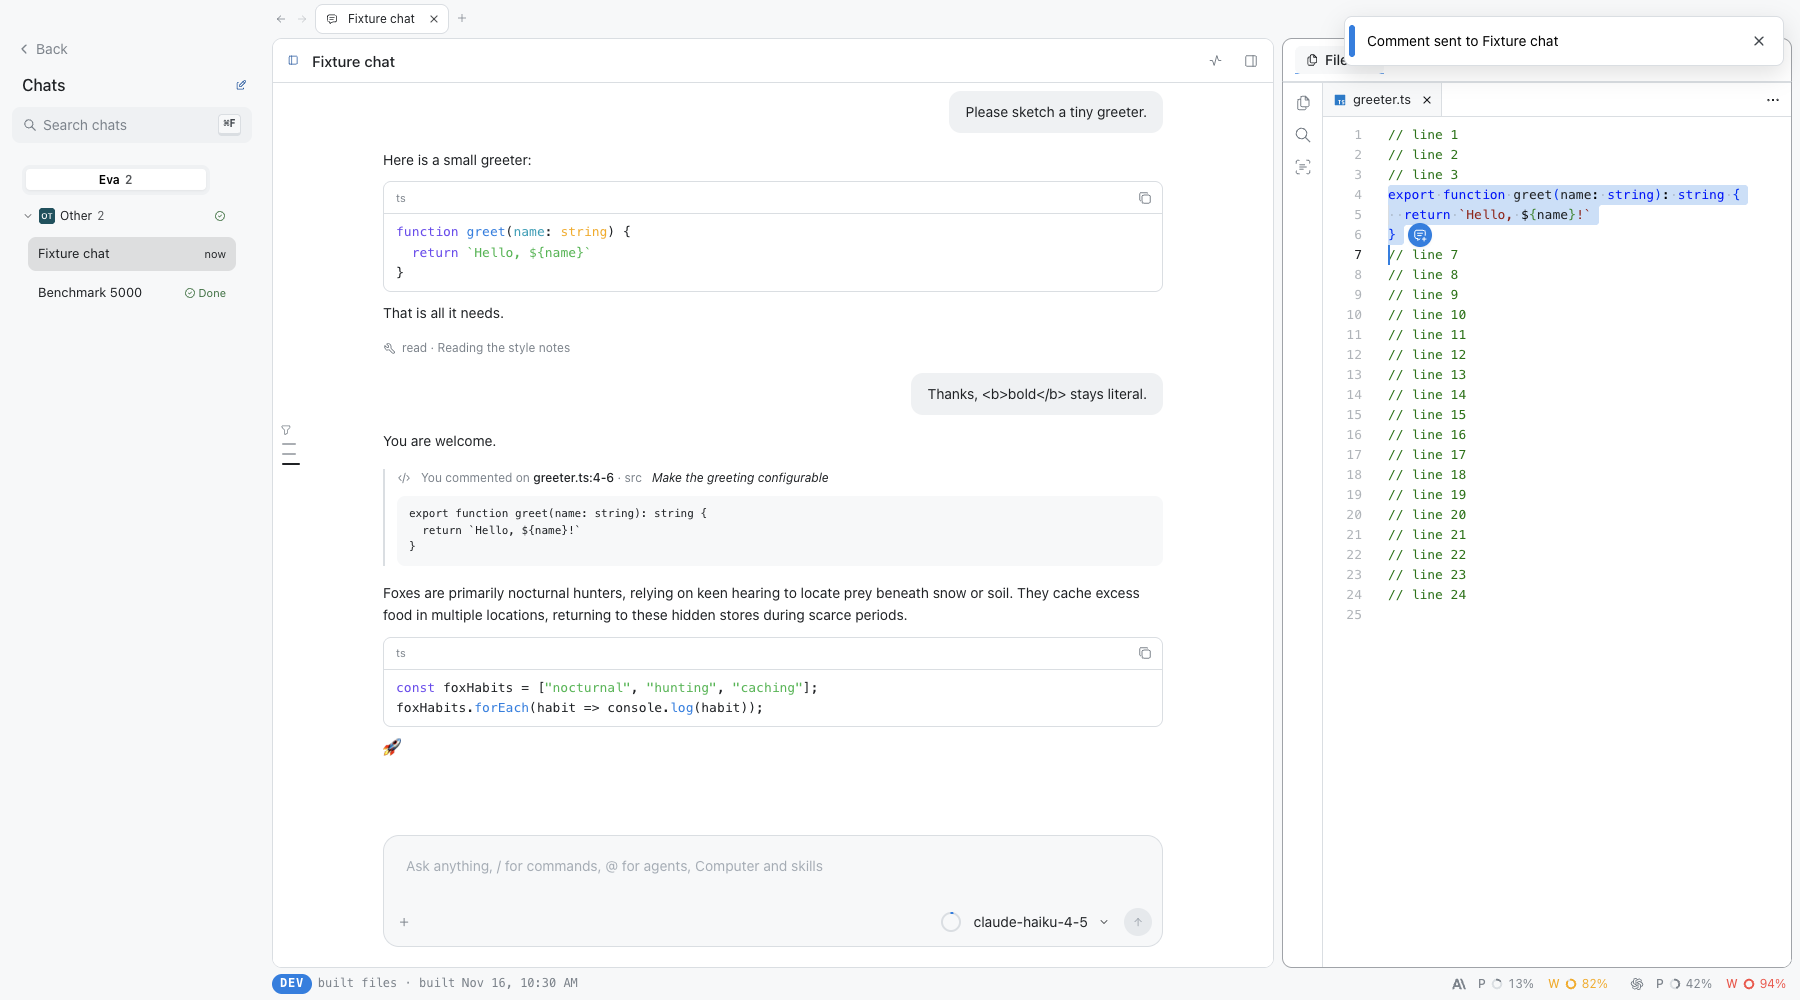 Fixture chat
Comment sent to Fixture chat
Back
Chats
Search chats
⌘F
Eva 2
OT Other 2
Fixture chat now
Benchmark 5000 Done
Fixture chat
Please sketch a tiny greeter.
Here is a small greeter:
ts
function greet(name: string) {
  return `Hello, ${name}`
}
That is all it needs.
read · Reading the style notes
Thanks, <b>bold</b> stays literal.
You are welcome.
</> You commented on greeter.ts:4-6 · src Make the greeting configurable
export function greet(name: string): string {
  return `Hello, ${name}!`
}
Foxes are primarily nocturnal hunters, relying on keen hearing to locate prey beneath snow or soil. They cache excess
food in multiple locations, returning to these hidden stores during scarce periods.
ts
const foxHabits = ["nocturnal", "hunting", "caching"];
foxHabits.forEach(habit => console.log(habit));
Ask anything, / for commands, @ for agents, Computer and skills
claude-haiku-4-5
File
TS greeter.ts
1 // line 1
2 // line 2
3 // line 3
4 export function greet(name: string): string {
5 return `Hello, ${name}!`
6 }
7 // line 7
8 // line 8
9 // line 9
10 // line 10
11 // line 11
12 // line 12
13 // line 13
14 // line 14
15 // line 15
16 // line 16
17 // line 17
18 // line 18
19 // line 19
20 // line 20
21 // line 21
22 // line 22
23 // line 23
24 // line 24
25
DEV built files · built Nov 16, 10:30 AM
P 13% W 82% P 42% W 94%